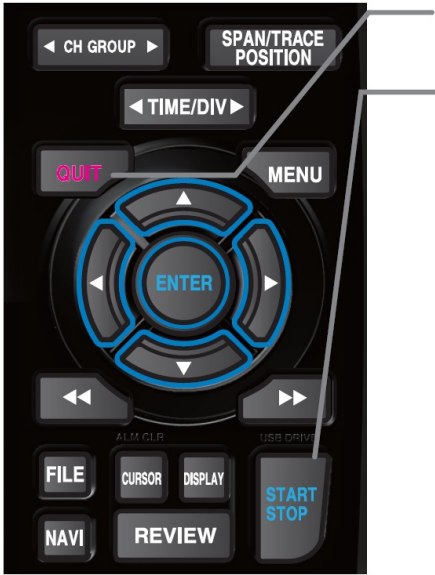 ◀ CH GROUP ▶
SPAN/TRACE
POSITION
◀TIME/DIV▶
QUIT
MENU
ENTER
ALM CLR
USB DRIVE
FILE
CURSOR
DISPLAY
START
STOP
NAVI
REVIEW